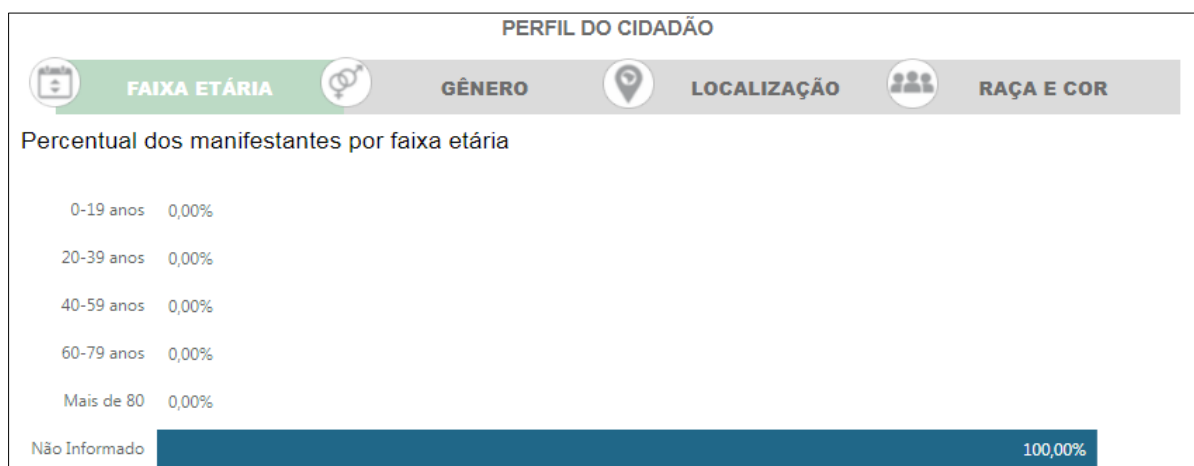 PERFIL DO CIDADÃO
FAIXA ETÁRIA GÊNERO LOCALIZAÇÃO RAÇA E COR
Percentual dos manifestantes por faixa etária
0-19 anos 0,00%
20-39 anos 0,00%
40-59 anos 0,00%
60-79 anos 0,00%
Mais de 80 0,00%
Não Informado 100,00%